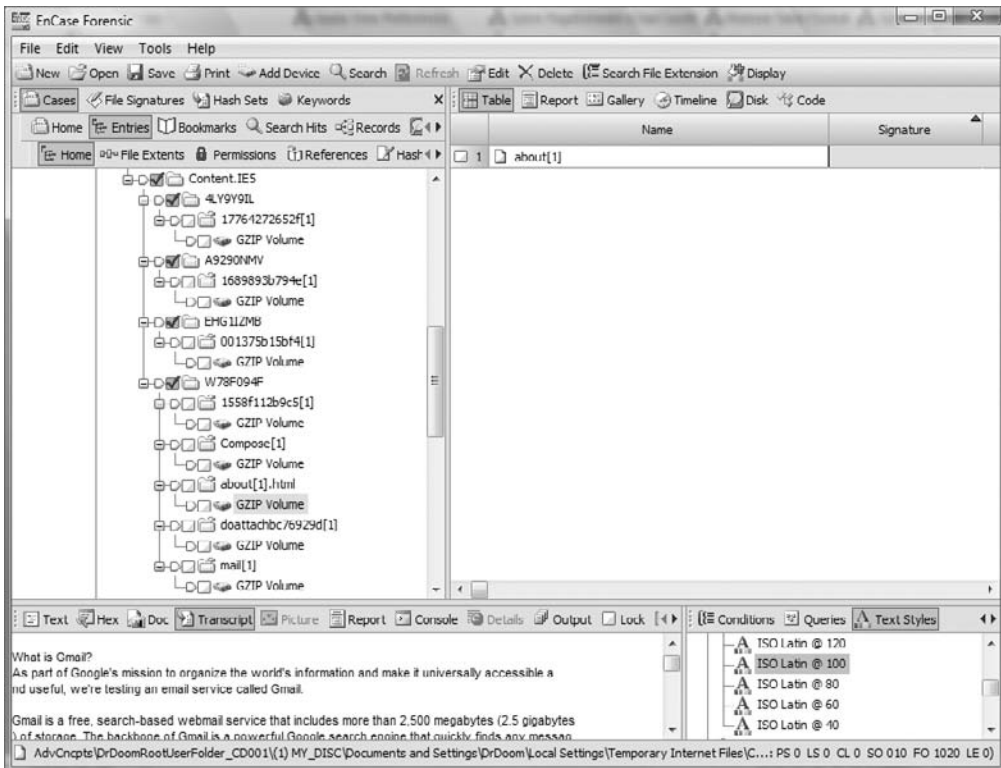 EnCase Forensic
File Edit View Tools Help
New Open Save Print Add Device Search Refresh Edit Delete Search File Extension Display
Cases File Signatures Hash Sets Keywords
Table Report Gallery Timeline Disk Code
Home Entries Bookmarks Search Hits Records
Name Signature
Home File Extents Permissions References Hash
1 about[1]
Content.IE5
4LY9Y9IL
17764272652f[1]
GZIP Volume
A9290NMV
1689893b794e[1]
GZIP Volume
EHG1IZMB
001375b15bf4[1]
GZIP Volume
W78F094F
1558f112b9c5[1]
GZIP Volume
Compose[1]
GZIP Volume
about[1].html
GZIP Volume
doattachbc76929d[1]
GZIP Volume
mail[1]
GZIP Volume
Text Hex Doc Transcript Picture Report Console Details Output Lock
Conditions Queries Text Styles
What is Gmail?
As part of Google's mission to organize the world's information and make it universally accessible a
nd useful, we're testing an email service called Gmail.
Gmail is a free, search-based webmail service that includes more than 2,500 megabytes (2.5 gigabytes
) of storage. The backbone of Gmail is a powerful Google search engine that quickly finds any messag
ISO Latin @ 120
ISO Latin @ 100
ISO Latin @ 80
ISO Latin @ 60
ISO Latin @ 40
AdvCncpts\DrDoomRootUserFolder_CD001\(1) MY_DISC\Documents and Settings\DrDoom\Local Settings\Temporary Internet Files\C...: PS 0 LS 0 CL 0 SO 010 FO 1020 LE 0)